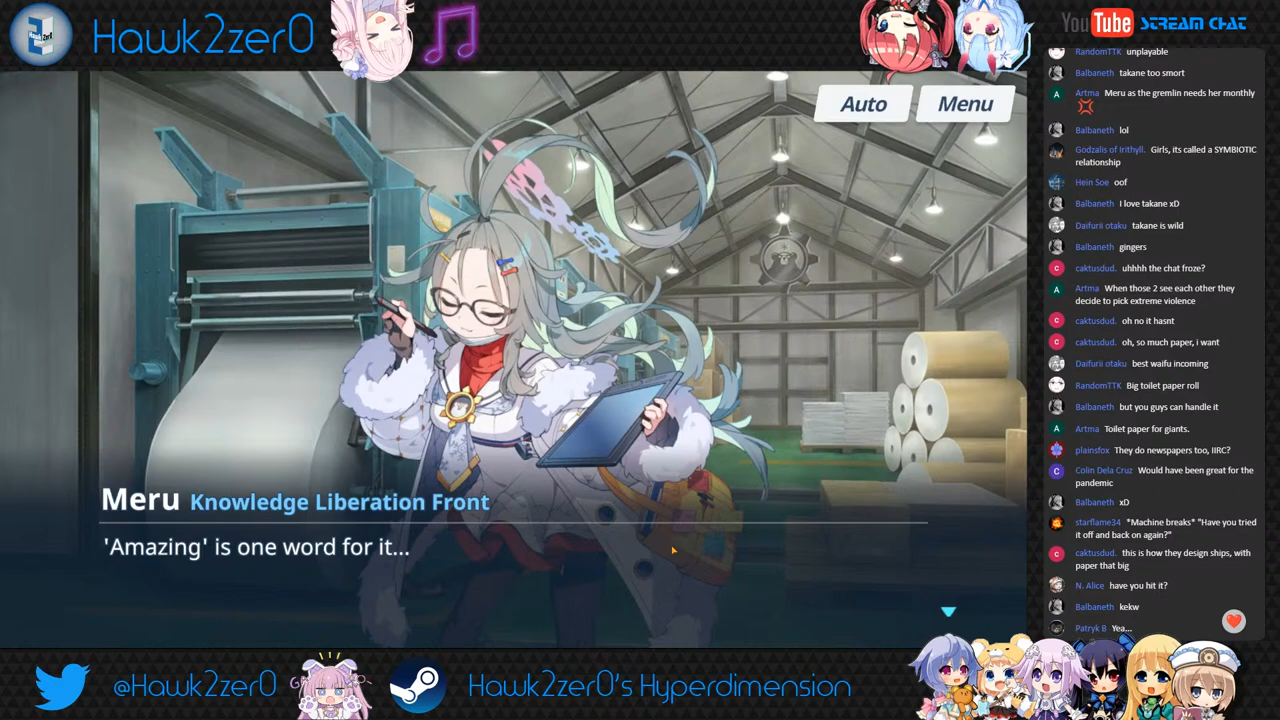 Hawk2zer0
YouTube STREAM CHAT
Auto
Menu
RandomTTK unplayable
Balbaneth takane too smort
Artma Meru as the gremlin needs her monthly
Balbaneth lol
Godzalis of Irithyll. Girls, its called a SYMBIOTIC
relationship
Hein Soe oof
Balbaneth I love takane xD
Daifurii otaku takane is wild
Balbaneth gingers
caktusdud. uhhhh the chat froze?
Artma When those 2 see each other they
decide to pick extreme violence
caktusdud. oh no it hasnt
caktusdud. oh, so much paper, i want
Daifurii otaku best waifu incoming
RandomTTK Big toilet paper roll
Balbaneth but you guys can handle it
Artma Toilet paper for giants.
plainsfox They do newspapers too, IIRC?
Colin Dela Cruz Would have been great for the
pandemic
Balbaneth xD
starflame34 *Machine breaks* "Have you tried
it off and back on again?"
caktusdud. this is how they design ships, with
paper that big
N. Alice have you hit it?
Balbaneth kekw
Patryk B Yea...
Meru Knowledge Liberation Front
'Amazing' is one word for it...
@Hawk2zer0
Hawk2zer0's Hyperdimension